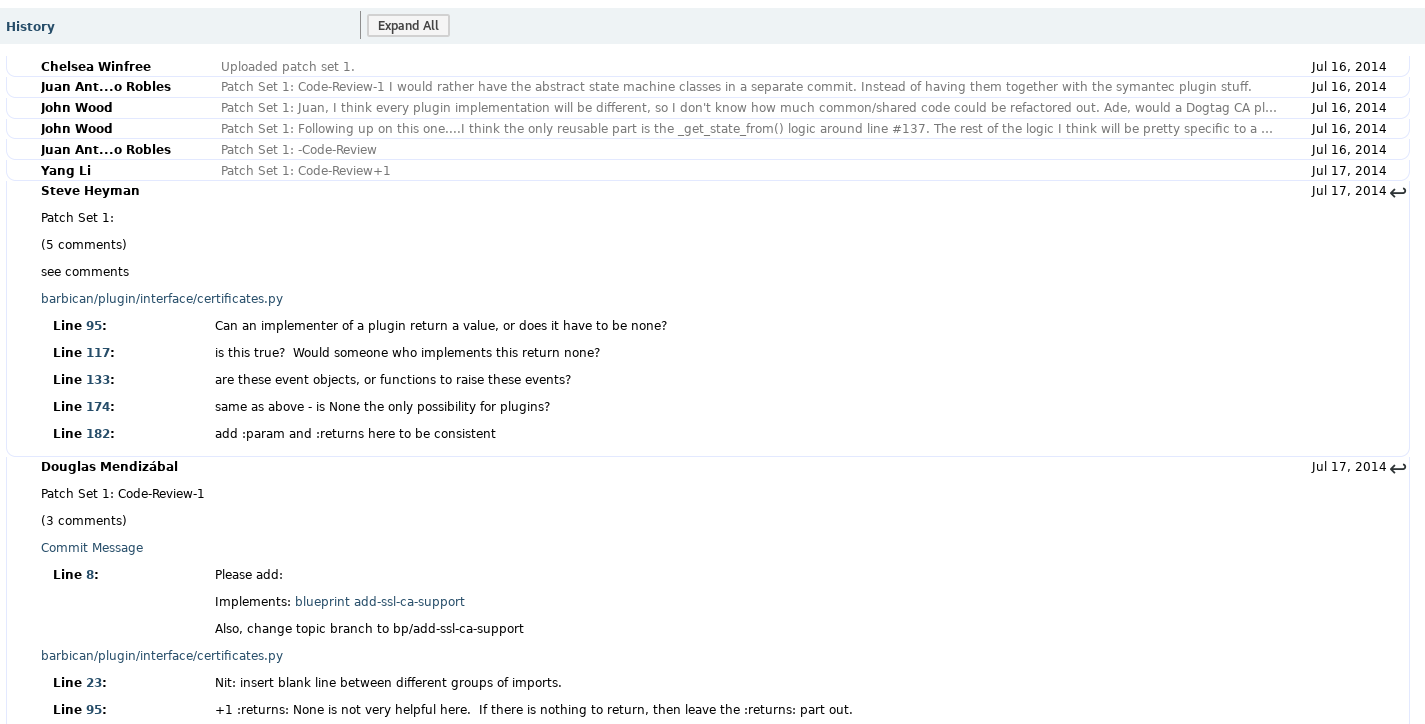 History
Expand All
Chelsea Winfree Uploaded patch set 1. Jul 16, 2014
Juan Ant...o Robles Patch Set 1: Code-Review-1 I would rather have the abstract state machine classes in a separate commit. Instead of having them together with the symantec plugin stuff. Jul 16, 2014
John Wood Patch Set 1: Juan, I think every plugin implementation will be different, so I don't know how much common/shared code could be refactored out. Ade, would a Dogtag CA pl... Jul 16, 2014
John Wood Patch Set 1: Following up on this one....I think the only reusable part is the _get_state_from() logic around line #137. The rest of the logic I think will be pretty specific to a ... Jul 16, 2014
Juan Ant...o Robles Patch Set 1: -Code-Review Jul 16, 2014
Yang Li Patch Set 1: Code-Review+1 Jul 17, 2014
Steve Heyman Jul 17, 2014
Patch Set 1:
(5 comments)
see comments
barbican/plugin/interface/certificates.py
Line 95: Can an implementer of a plugin return a value, or does it have to be none?
Line 117: is this true?  Would someone who implements this return none?
Line 133: are these event objects, or functions to raise these events?
Line 174: same as above - is None the only possibility for plugins?
Line 182: add :param and :returns here to be consistent
Douglas Mendizábal Jul 17, 2014
Patch Set 1: Code-Review-1
(3 comments)
Commit Message
Line 8: Please add:
Implements: blueprint add-ssl-ca-support
Also, change topic branch to bp/add-ssl-ca-support
barbican/plugin/interface/certificates.py
Line 23: Nit: insert blank line between different groups of imports.
Line 95: +1 :returns: None is not very helpful here.  If there is nothing to return, then leave the :returns: part out.